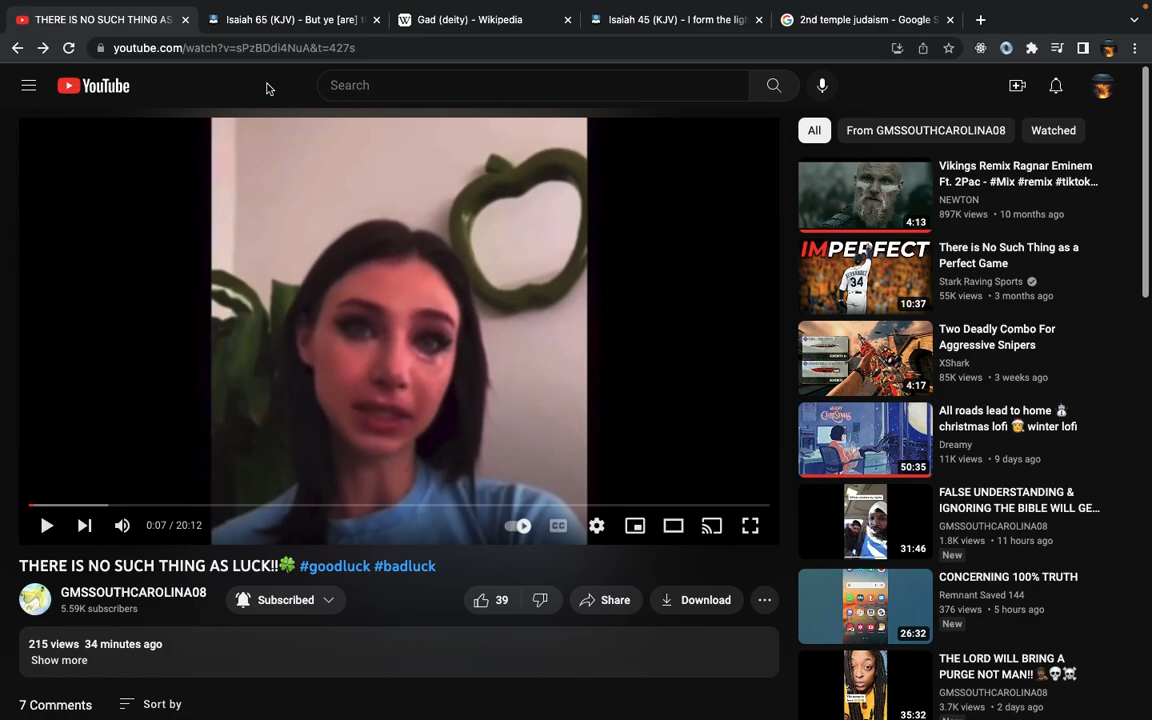 THERE IS NO SUCH THING AS
Isaiah 65 (KJV) - But ye [are] t
Gad (deity) - Wikipedia
Isaiah 45 (KJV) - I form the lig
2nd temple judaism - Google S
youtube.com/watch?v=sPzBDdi4NuA&t=427s
YouTube
Search
All
From GMSSOUTHCAROLINA08
Watched
Vikings Remix Ragnar Eminem
Ft. 2Pac - #Mix #remix #tiktok...
NEWTON
897K views • 10 months ago
4:13
IMPERFECT
HERNANDEZ
34
10:37
There is No Such Thing as a
Perfect Game
Stark Raving Sports
55K views • 3 months ago
Two Deadly Combo For
Aggressive Snipers
XShark
85K views • 3 weeks ago
4:17
CHRISTMAS
50:35
All roads lead to home ⛄
christmas lofi 🎅 winter lofi
Dreamy
11K views • 9 days ago
31:46
FALSE UNDERSTANDING &
IGNORING THE BIBLE WILL GE...
GMSSOUTHCAROLINA08
1.8K views • 11 hours ago
New
26:32
CONCERNING 100% TRUTH
Remnant Saved 144
376 views • 5 hours ago
New
35:32
THE LORD WILL BRING A
PURGE NOT MAN!! 💀☠️
GMSSOUTHCAROLINA08
3.7K views • 2 days ago
0:07 / 20:12
CC
THERE IS NO SUCH THING AS LUCK!!🍀 #goodluck #badluck
GMSSOUTHCAROLINA08
5.59K subscribers
Subscribed
39
Share
Download
215 views 34 minutes ago
Show more
7 Comments
Sort by